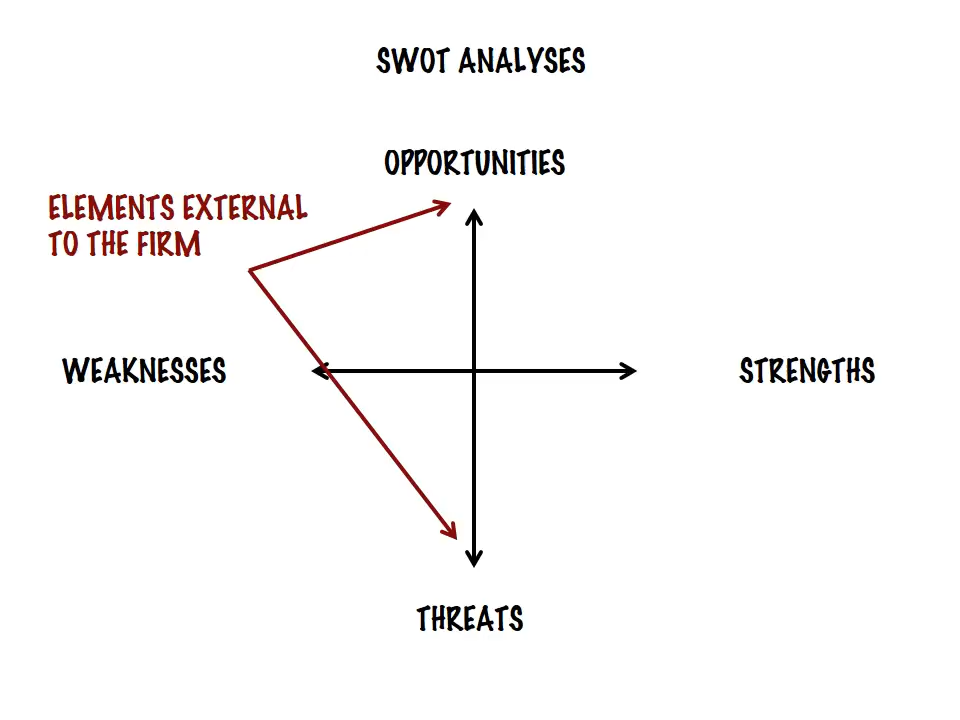 SWOT ANALYSES
OPPORTUNITIES
ELEMENTS EXTERNAL
TO THE FIRM
WEAKNESSES
STRENGTHS
THREATS